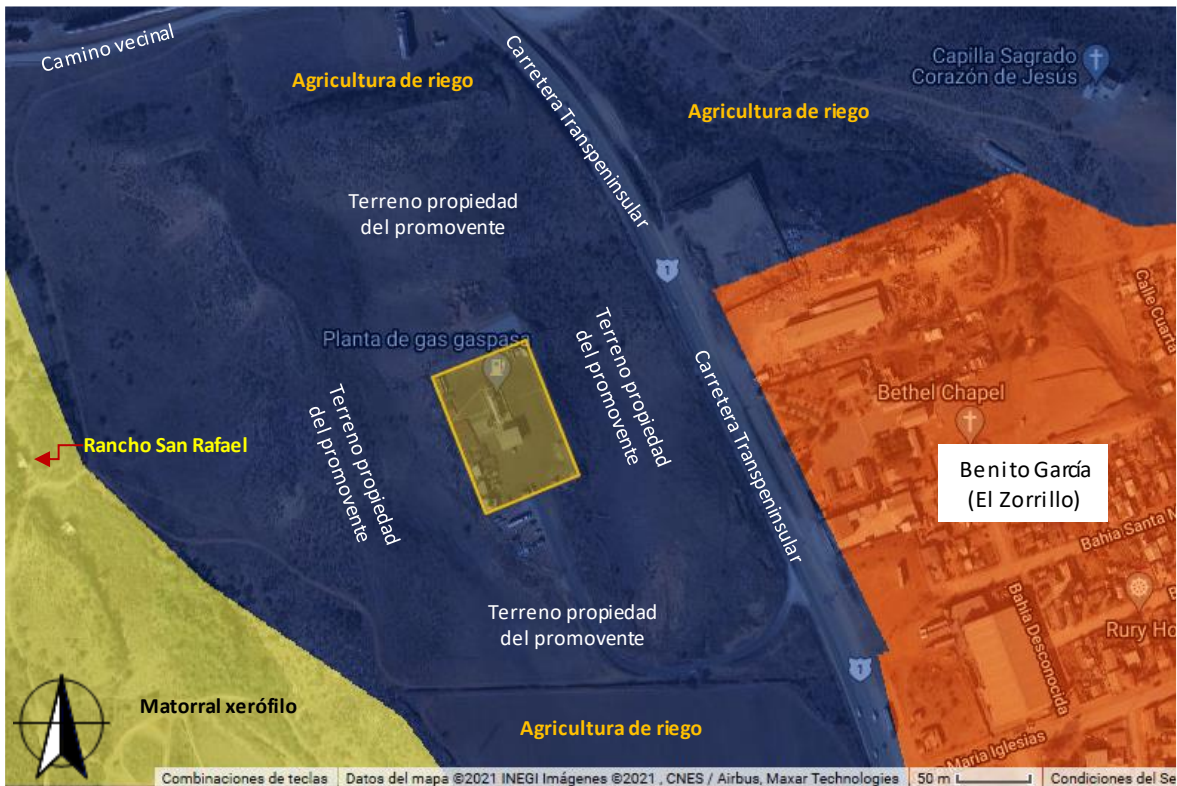 Camino vecinal
Carretera Transpeninsular
Capilla Sagrado
Corazón de Jesús
Agricultura de riego
Agricultura de riego
Terreno propiedad
del promovente
1
Calle Cuarta
Planta de gas gaspasa
Terreno propiedad
del promovente
Carretera Transpeninsular
Bethel Chapel
Terreno propiedad
del promovente
Rancho San Rafael
Benito García
(El Zorrillo)
Bahia Santa
Terreno propiedad
del promovente
Bahia Desconocida
Rury Ho
1
Matorral xerófilo
Agricultura de riego
Maria Iglesias
Combinaciones de teclas
Datos del mapa ©2021 INEGI Imágenes ©2021 , CNES / Airbus, Maxar Technologies
50 m
Condiciones del Se